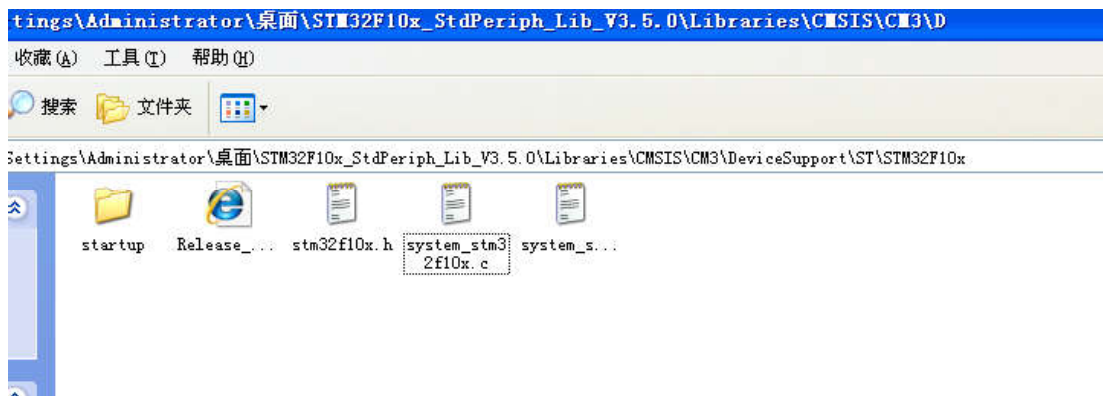 tings\Administrator\桌面\STM32F10x_StdPeriph_Lib_V3.5.0\Libraries\CMSIS\CM3\D
收藏(A) 工具(T) 帮助(H)
搜索 文件夹
Settings\Administrator\桌面\STM32F10x_StdPeriph_Lib_V3.5.0\Libraries\CMSIS\CM3\DeviceSupport\ST\STM32F10x
startup Release_... stm32f10x.h system_stm3 system_s...
2f10x.c